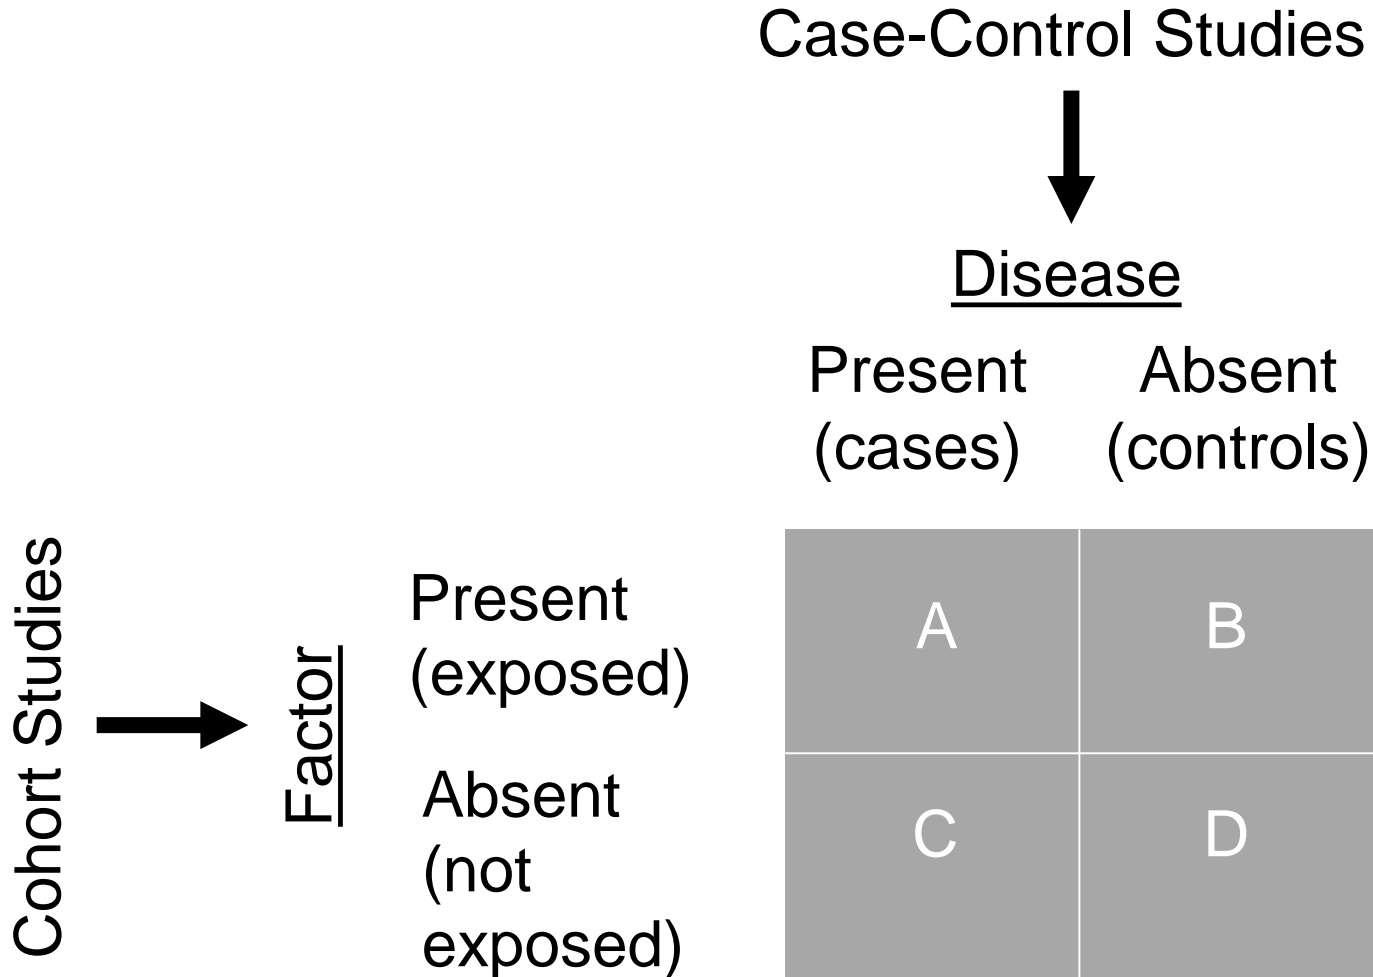 Case-Control Studies
Disease
Present
(cases)
Absent
(controls)
Cohort Studies
Factor
Present
(exposed)
Absent
(not
exposed)
A
B
C
D